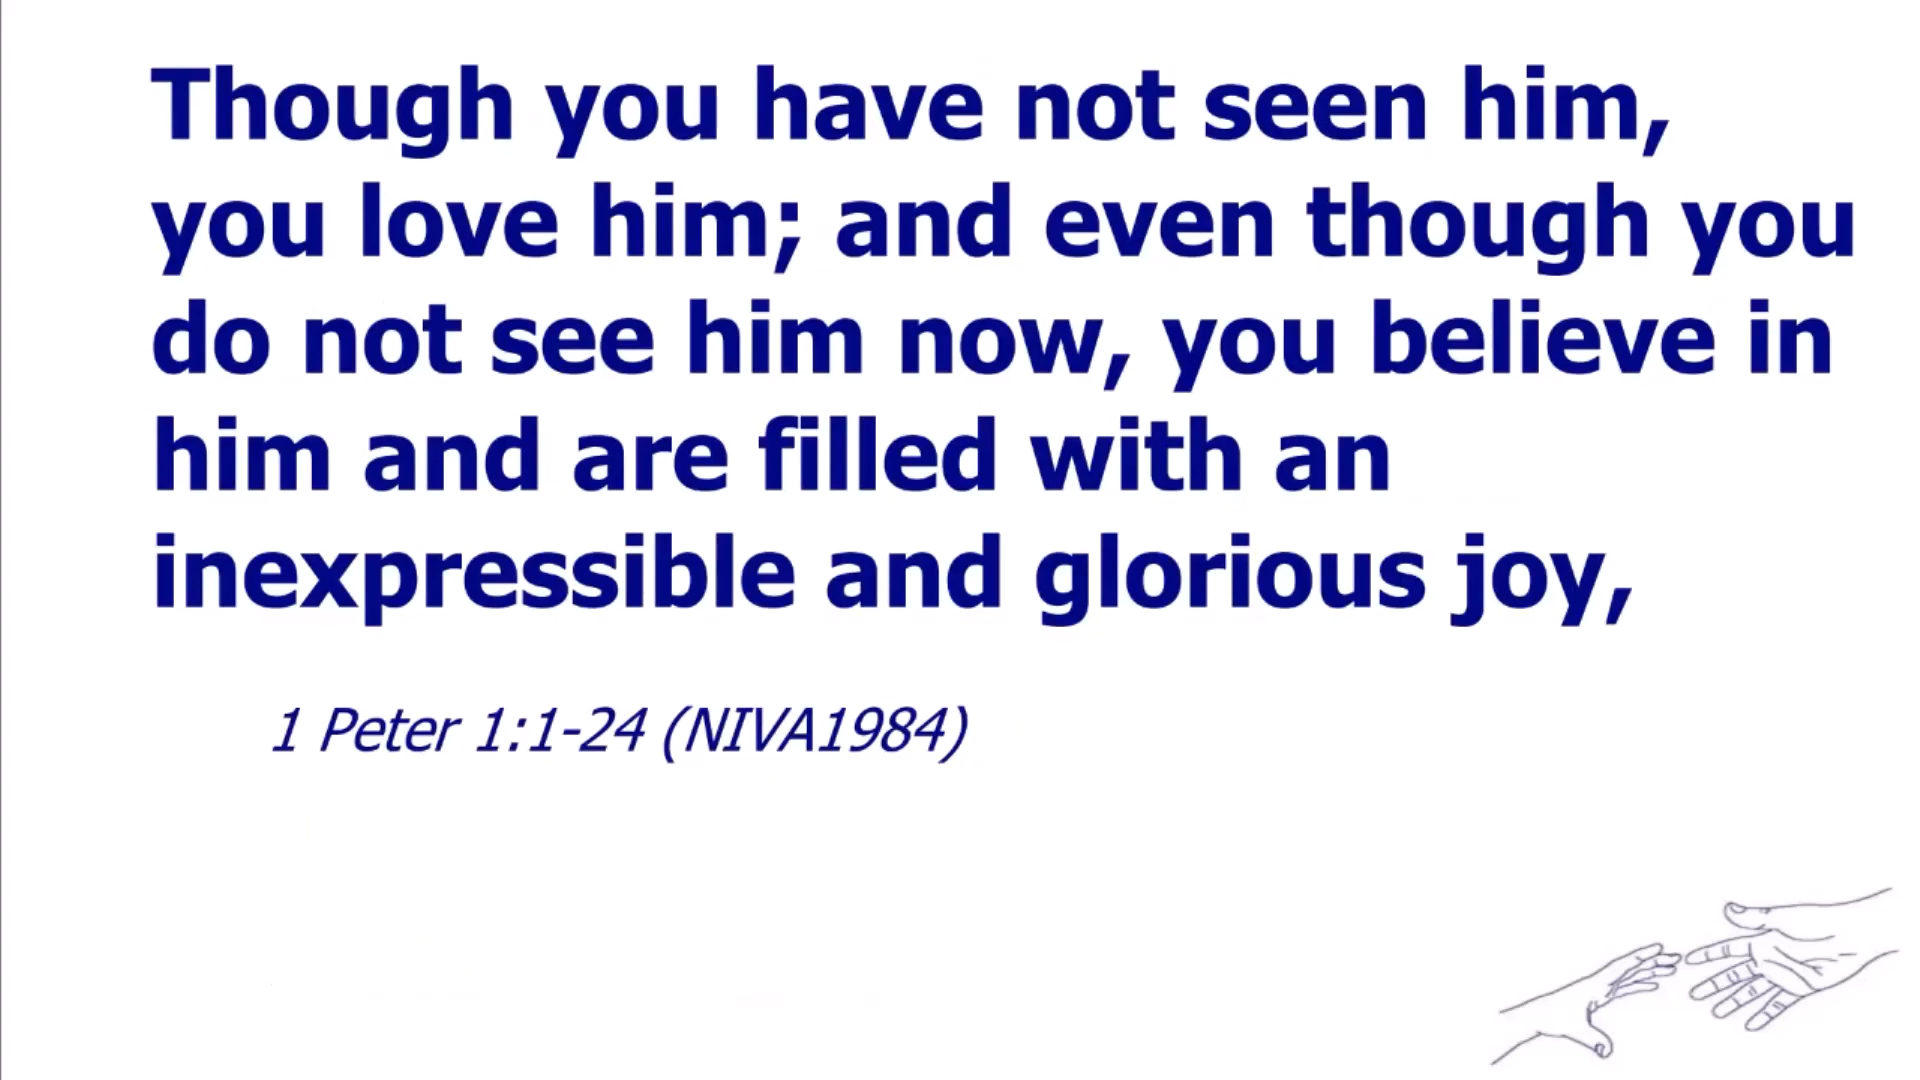 Though you have not seen him,
you love him; and even though you
do not see him now, you believe in
him and are filled with an
inexpressible and glorious joy,
1 Peter 1:1-24 (NIVA1984)